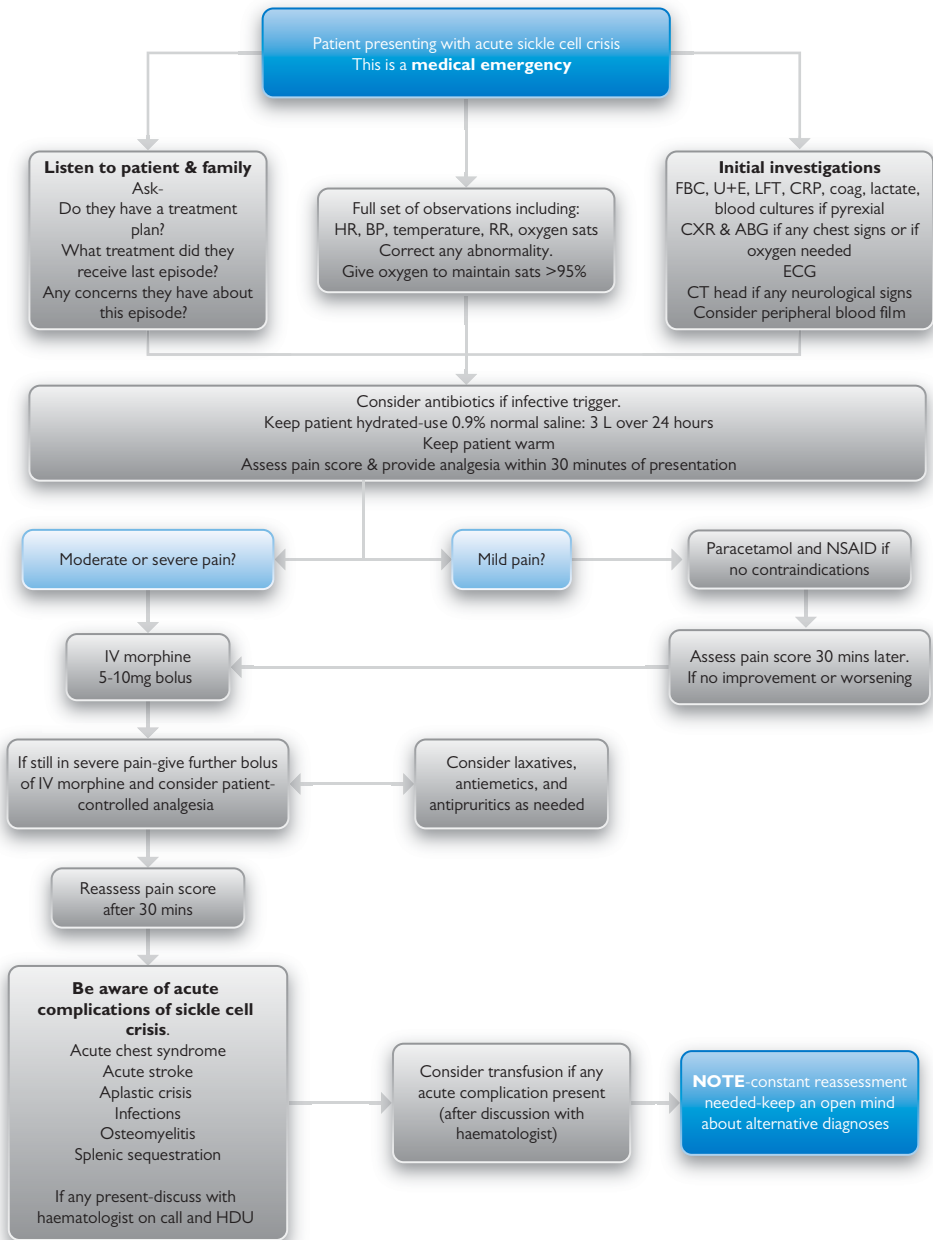 Patient presenting with acute sickle cell crisis
This is a medical emergency
Listen to patient & family
Ask-
Do they have a treatment
plan?
What treatment did they
receive last episode?
Any concerns they have about
this episode?
Full set of observations including:
HR, BP, temperature, RR, oxygen sats
Correct any abnormality.
Give oxygen to maintain sats >95%
Initial investigations
FBC, U+E, LFT, CRP, coag, lactate,
blood cultures if pyrexial
CXR & ABG if any chest signs or if
oxygen needed
ECG
CT head if any neurological signs
Consider peripheral blood film
Consider antibiotics if infective trigger.
Keep patient hydrated-use 0.9% normal saline: 3 L over 24 hours
Keep patient warm
Assess pain score & provide analgesia within 30 minutes of presentation
Moderate or severe pain?
Mild pain?
Paracetamol and NSAID if
no contraindications
IV morphine
5-10mg bolus
Assess pain score 30 mins later.
If no improvement or worsening
If still in severe pain-give further bolus
of IV morphine and consider patient-
controlled analgesia
Consider laxatives,
antiemetics, and
antipruritics as needed
Reassess pain score
after 30 mins
Be aware of acute
complications of sickle cell
crisis.
Acute chest syndrome
Acute stroke
Aplastic crisis
Infections
Osteomyelitis
Splenic sequestration
If any present-discuss with
haematologist on call and HDU
Consider transfusion if any
acute complication present
(after discussion with
haematologist)
NOTE-constant reassessment
needed-keep an open mind
about alternative diagnoses